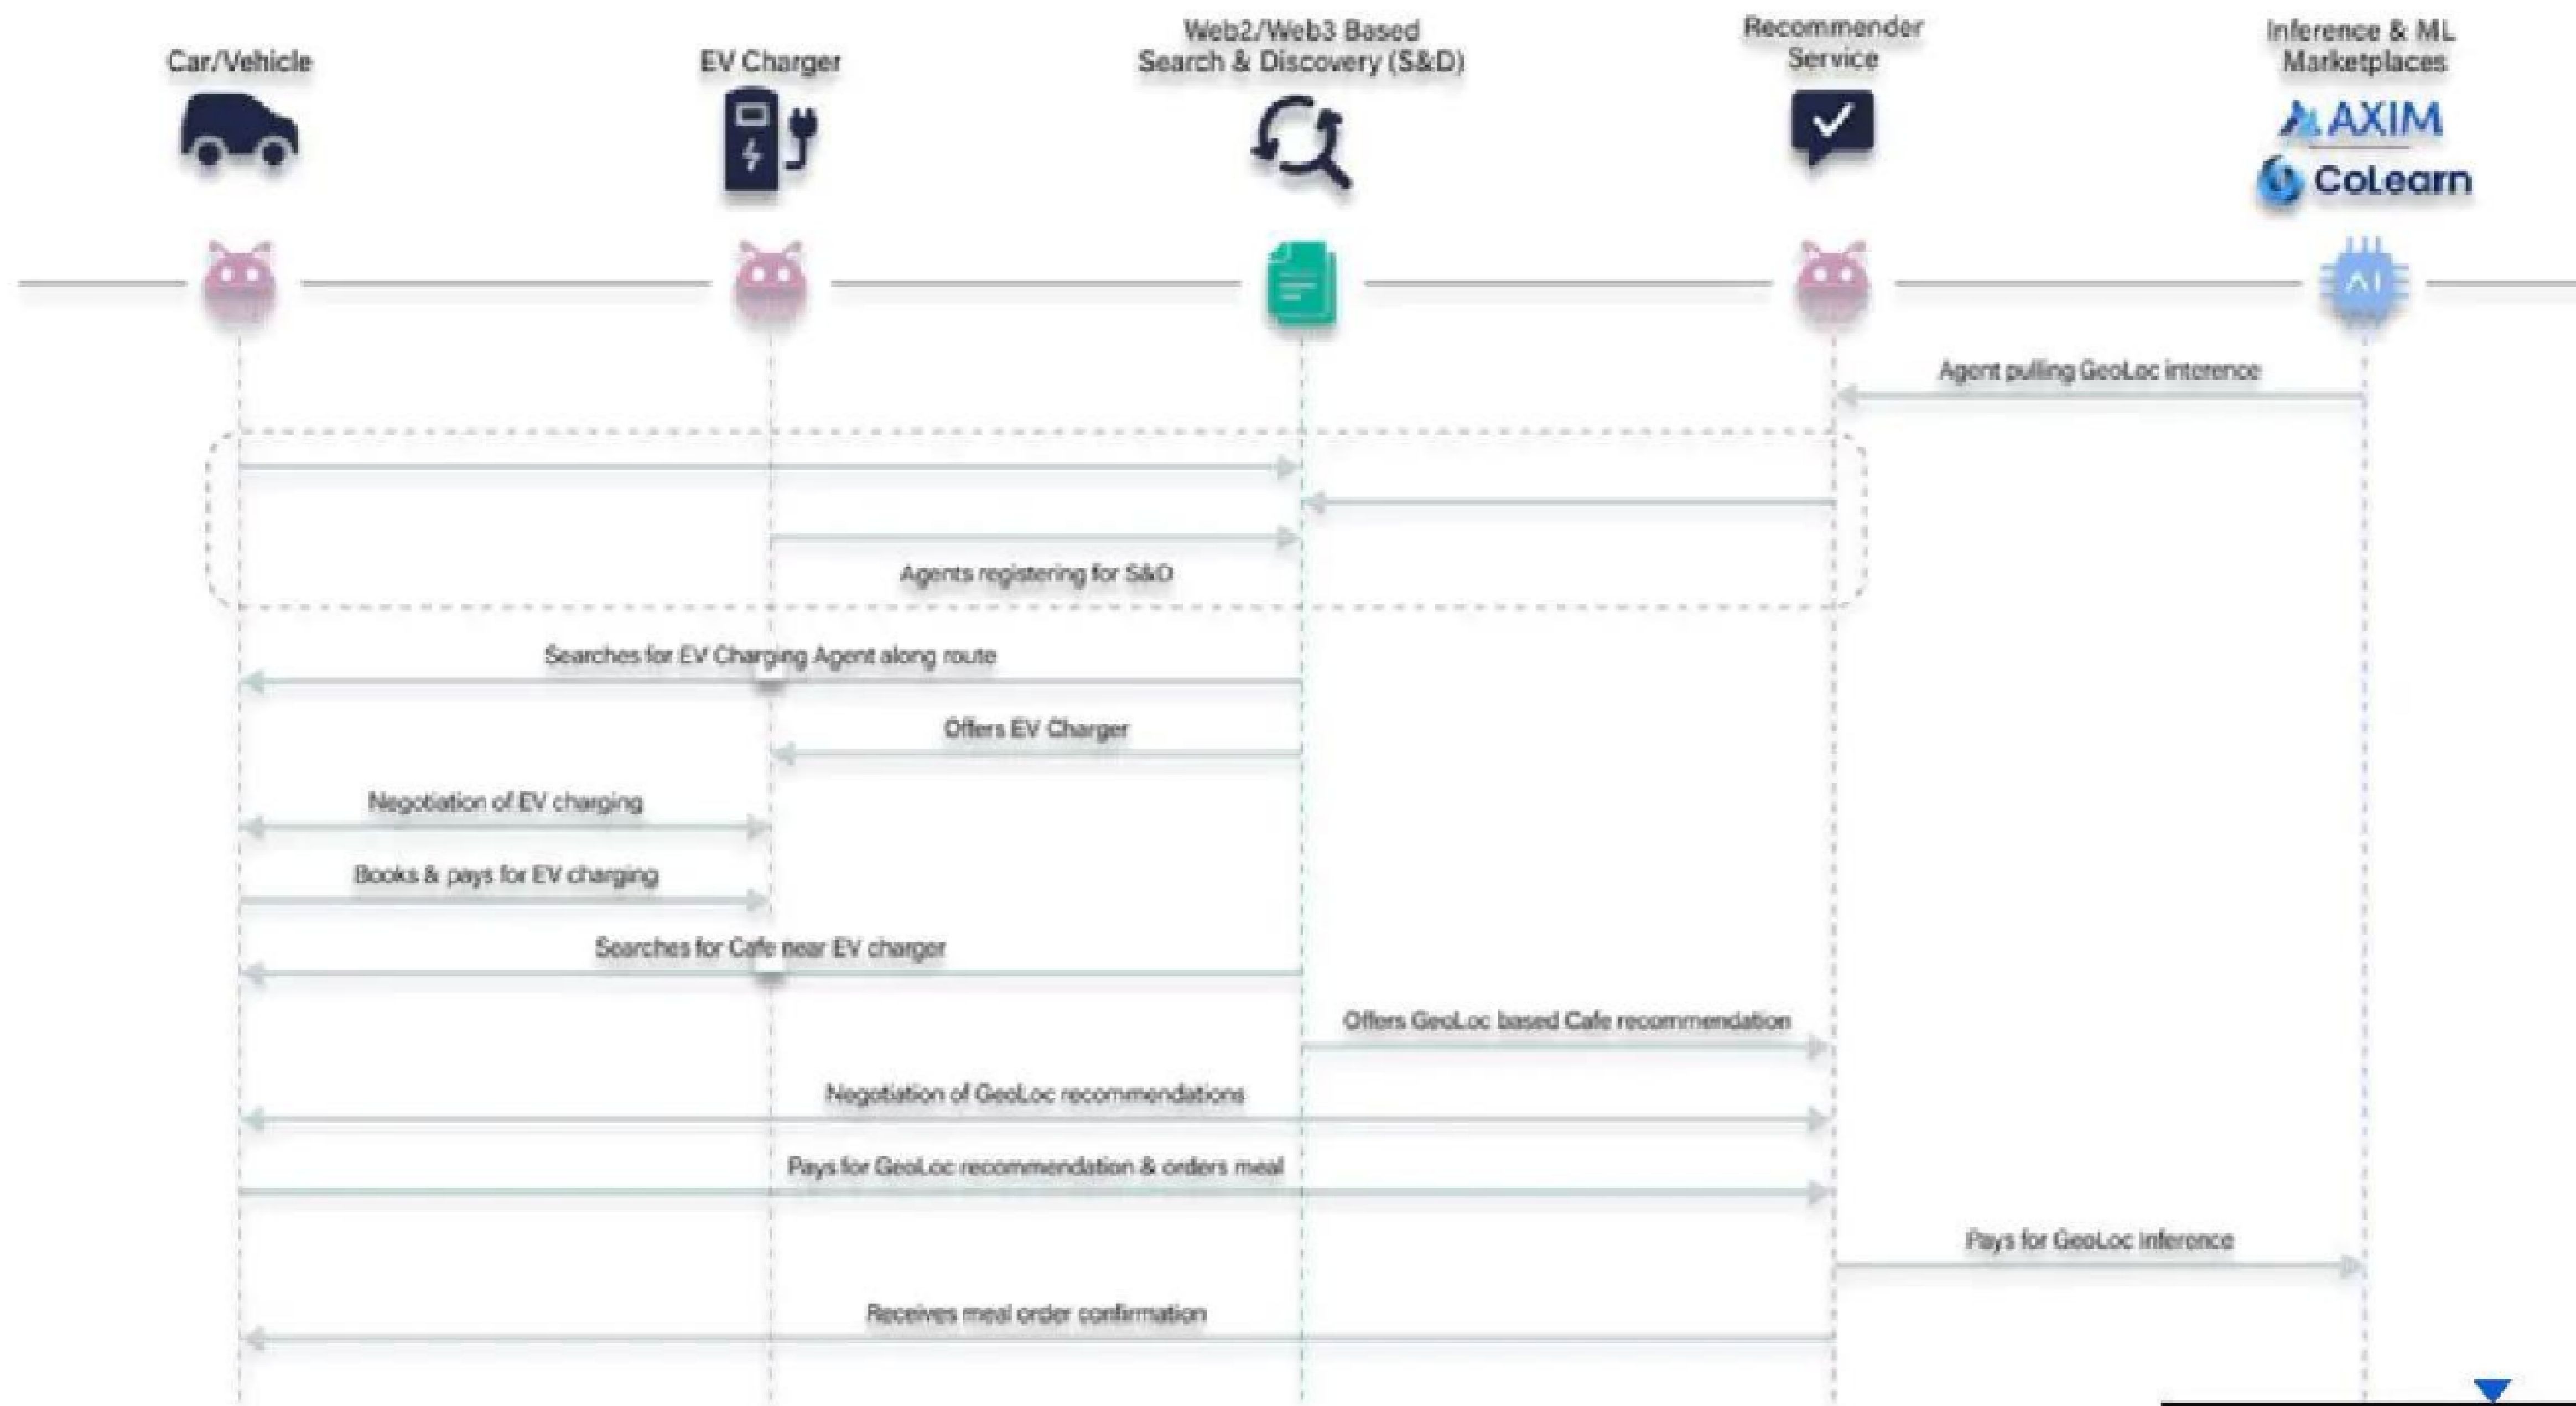 Car/Vehicle
EV Charger
Web2/Web3 Based
Search & Discovery (S&D)
Recommender
Service
Inference & ML
Marketplaces
AXIM
CoLearn
AI
Agent pulling GeoLoc interence
Agents registering for S&D
Searches for EV Charging Agent along route
Offers EV Charger
Negotiation of EV charging
Books & pays for EV charging
Searches for Cafe near EV charger
Offers GeoLoc based Cafe recommendation
Negotiation of GeoLoc recommendations
Pays for GeoLoc recommendation & orders meal
Pays for GeoLoc Inference
Receives meal order confirmation